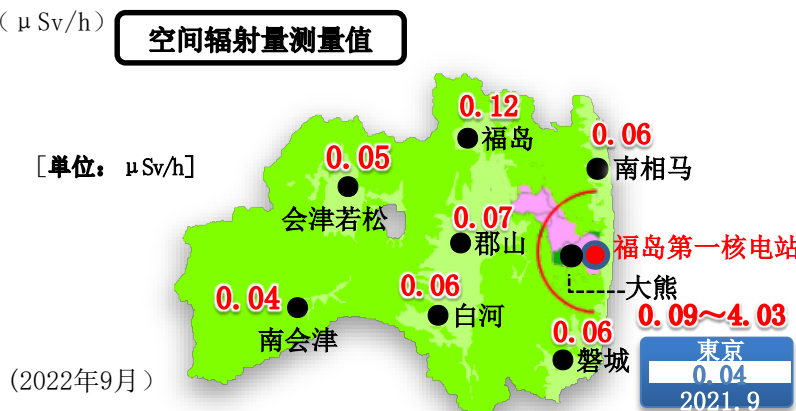 （μSv/h）
空间辐射量测量值
0.12
福岛
0.06
南相马
[単位：μSv/h]
0.05
会津若松
0.07
郡山
福岛第一核电站
大熊
0.09～4.03
0.04
南会津
0.06
白河
0.06
磐城
東京
0.04
2021.9
(2022年9月）